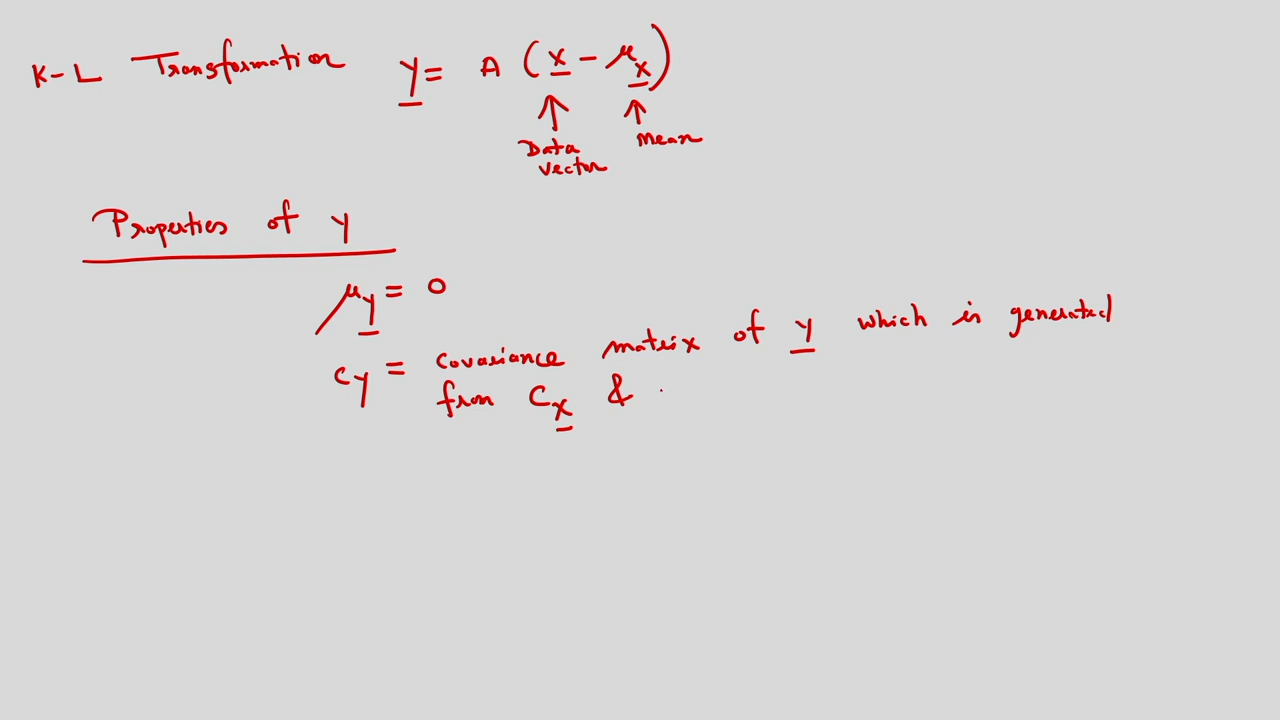 K-L Transformation y = A (x - μx)
↑ ↑
Data Mean
vector
Properties of y
μy = 0
Cy = covariance matrix of y which is generated
from Cx &